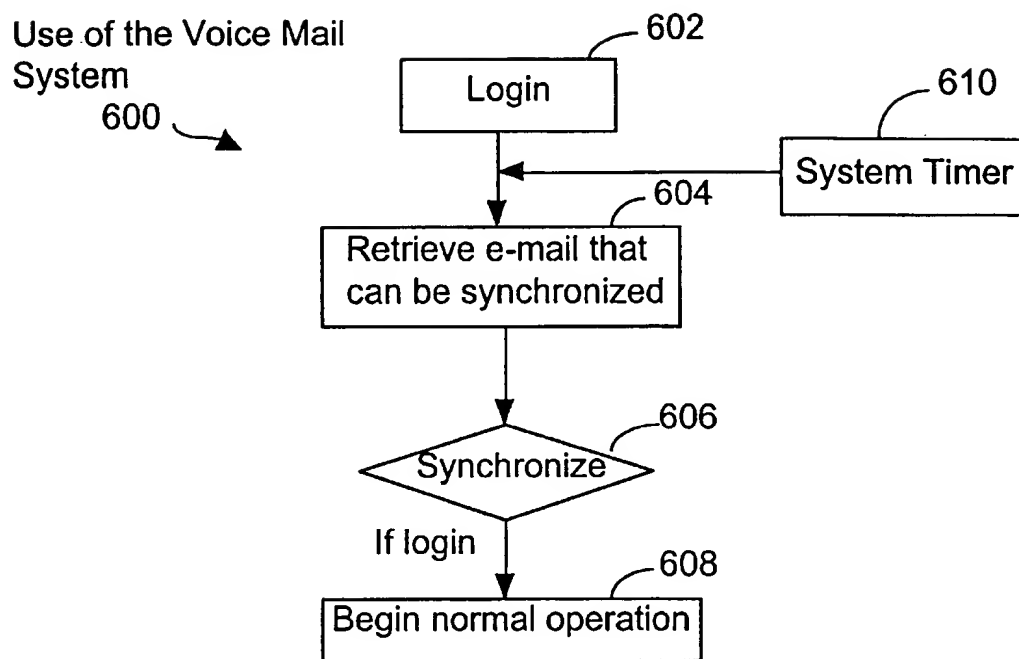 Use of the Voice Mail
System
600
602
Login
610
System Timer
604
Retrieve e-mail that
can be synchronized
606
Synchronize
If login
608
Begin normal operation